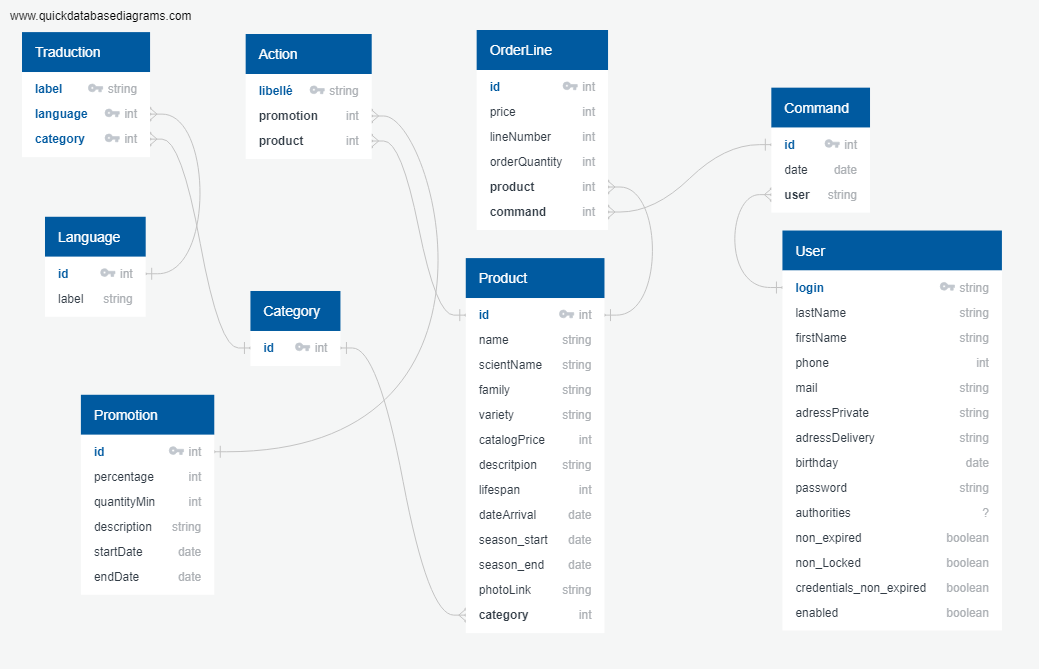 www.quickdatabasediagrams.com
Traduction
label string
language int
category int
Action
libellé string
promotion int
product int
OrderLine
id int
price int
lineNumber int
orderQuantity int
product int
command int
Command
id int
date date
user string
Language
id int
label string
Category
id int
Product
id int
name string
scientName string
family string
variety string
catalogPrice int
descritpion string
lifespan int
dateArrival date
season_start date
season_end date
photoLink string
category int
User
login string
lastName string
firstName string
phone int
mail string
adressPrivate string
adressDelivery string
birthday date
password string
authorities ?
non_expired boolean
non_Locked boolean
credentials_non_expired boolean
enabled boolean
Promotion
id int
percentage int
quantityMin int
description string
startDate date
endDate date